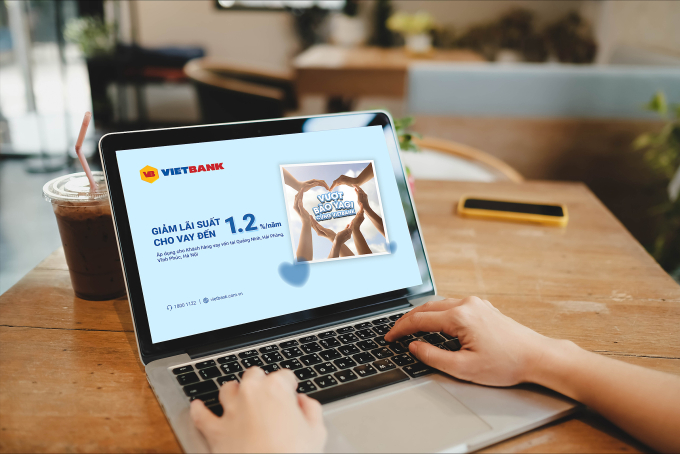 VB VIETBANK
GIẢM LÃI SUẤT
CHO VAY ĐẾN 1.2 %/năm
Áp dụng cho Khách hàng vay vốn tại Quảng Ninh, Hải Phòng,
Vĩnh Phúc, Hà Nội
VƯỢT
BÃO YAGI
CÙNG VIETBANK
1800 1122 | vietbank.com.vn